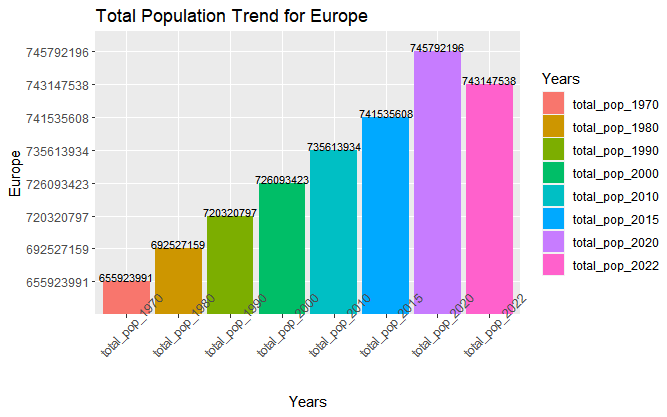 Total Population Trend for Europe
745792196
743147538
741535608
735613934
726093423
720320797
692527159
655923991
Europe
655923991
692527159
720320797
726093423
735613934
741535608
745792196
743147538
total_pop_1970
total_pop_1980
total_pop_1990
total_pop_2000
total_pop_2010
total_pop_2015
total_pop_2020
total_pop_2022
Years
Years
total_pop_1970
total_pop_1980
total_pop_1990
total_pop_2000
total_pop_2010
total_pop_2015
total_pop_2020
total_pop_2022